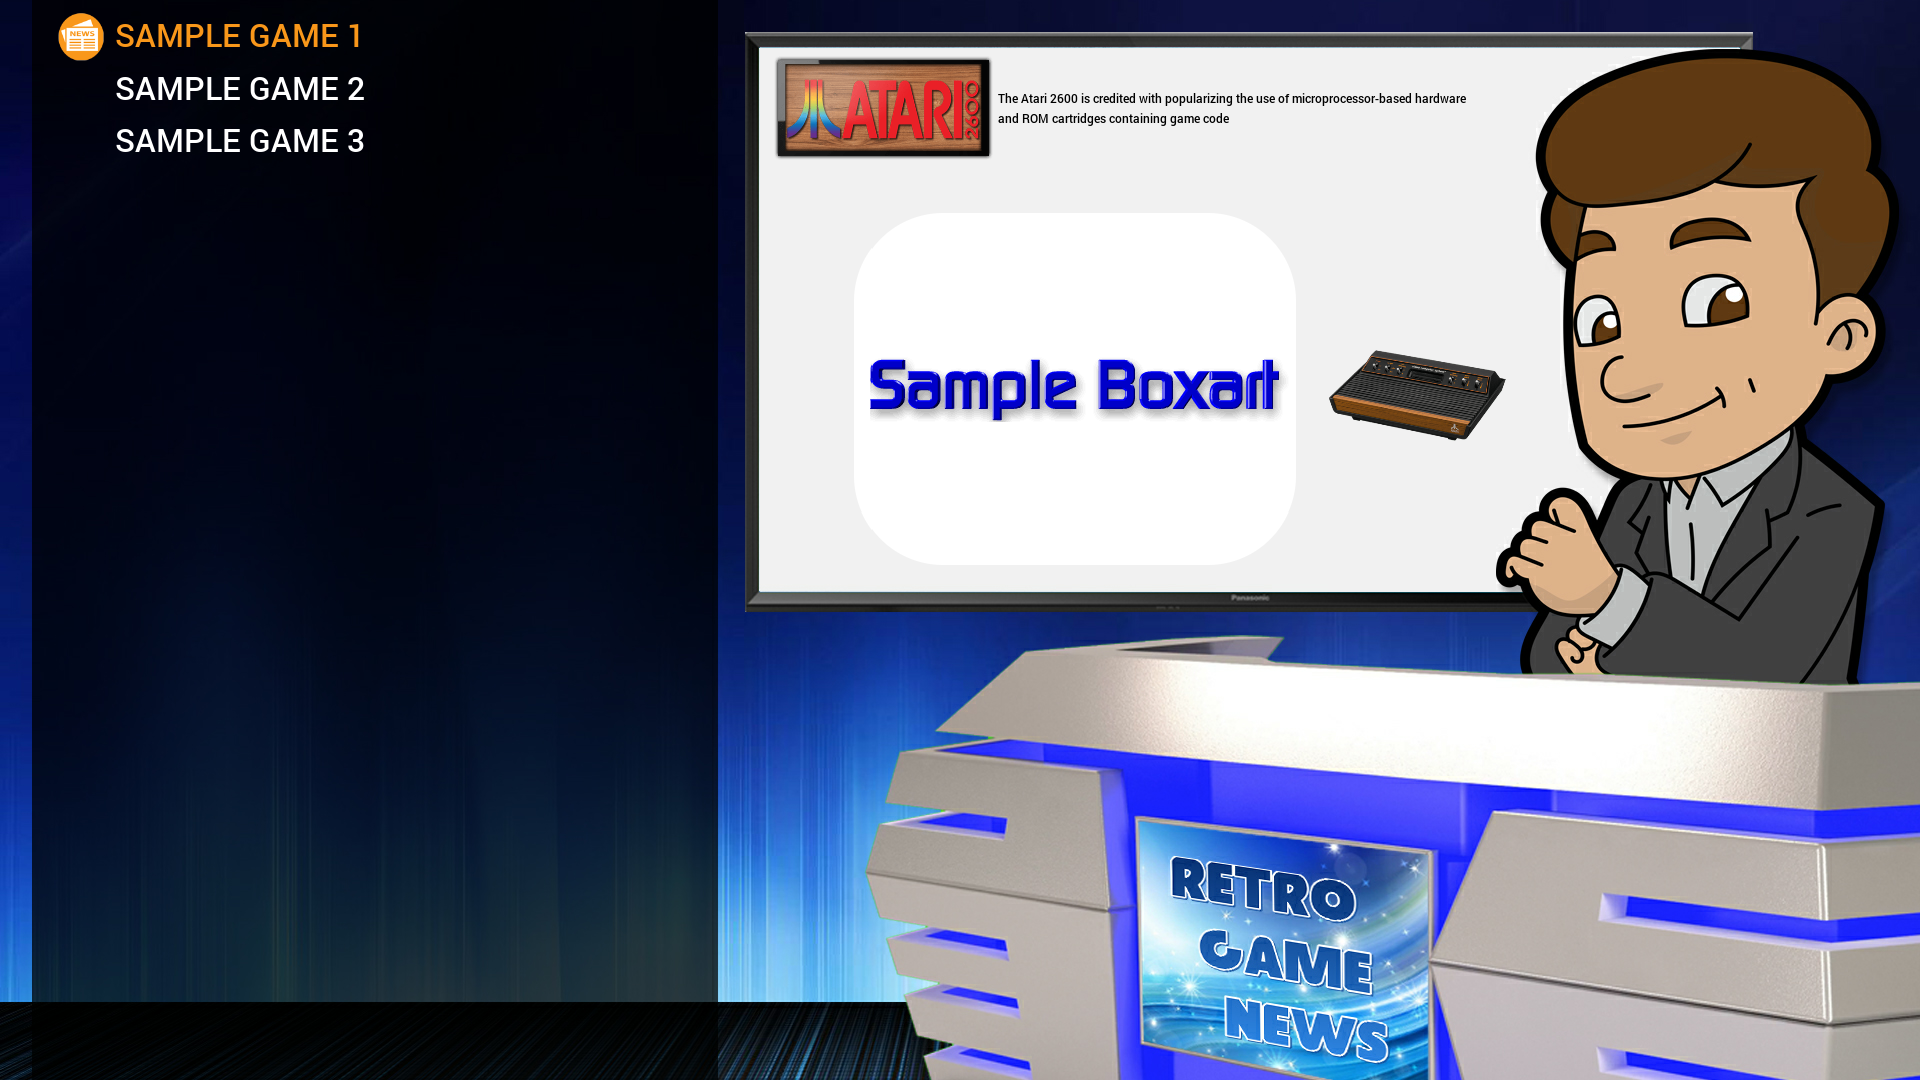 NEWS
SAMPLE GAME 1
SAMPLE GAME 2
SAMPLE GAME 3
ATARI 2600
The Atari 2600 is credited with popularizing the use of microprocessor-based hardware
and ROM cartridges containing game code
Sample Boxart
Panasonic
RETRO
GAME
NEWS